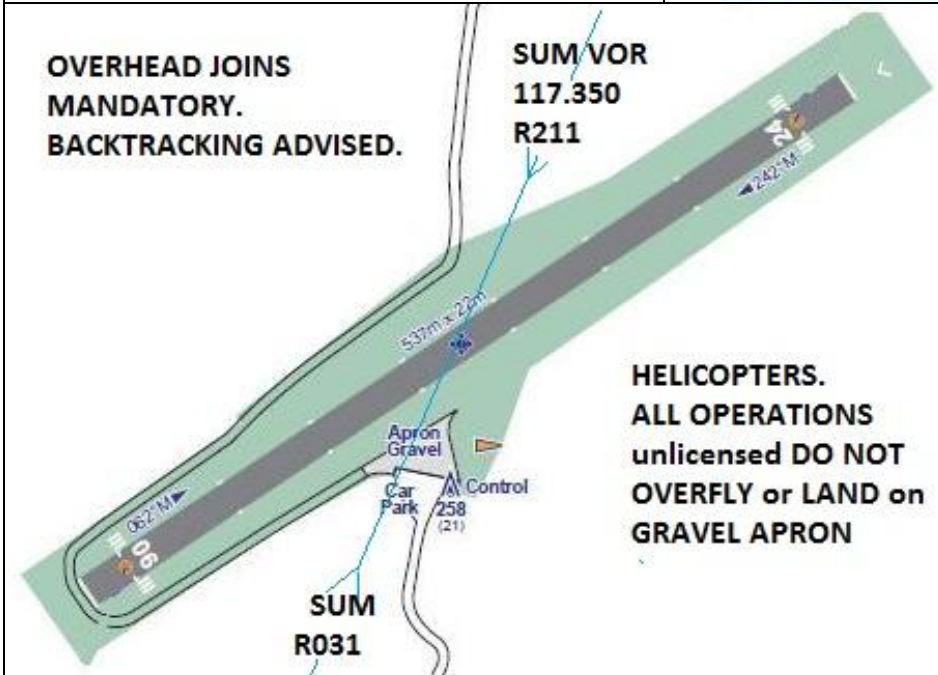 OVERHEAD JOINS
MANDATORY.
BACKTRACKING ADVISED.
SUM VOR
117.350
R211
24
242°M
537m x 22m
HELICOPTERS.
ALL OPERATIONS
unlicensed DO NOT
OVERFLY or LAND on
GRAVEL APRON
Apron
Gravel
Car
Park
Control
258
(21)
062°M
06
SUM
R031